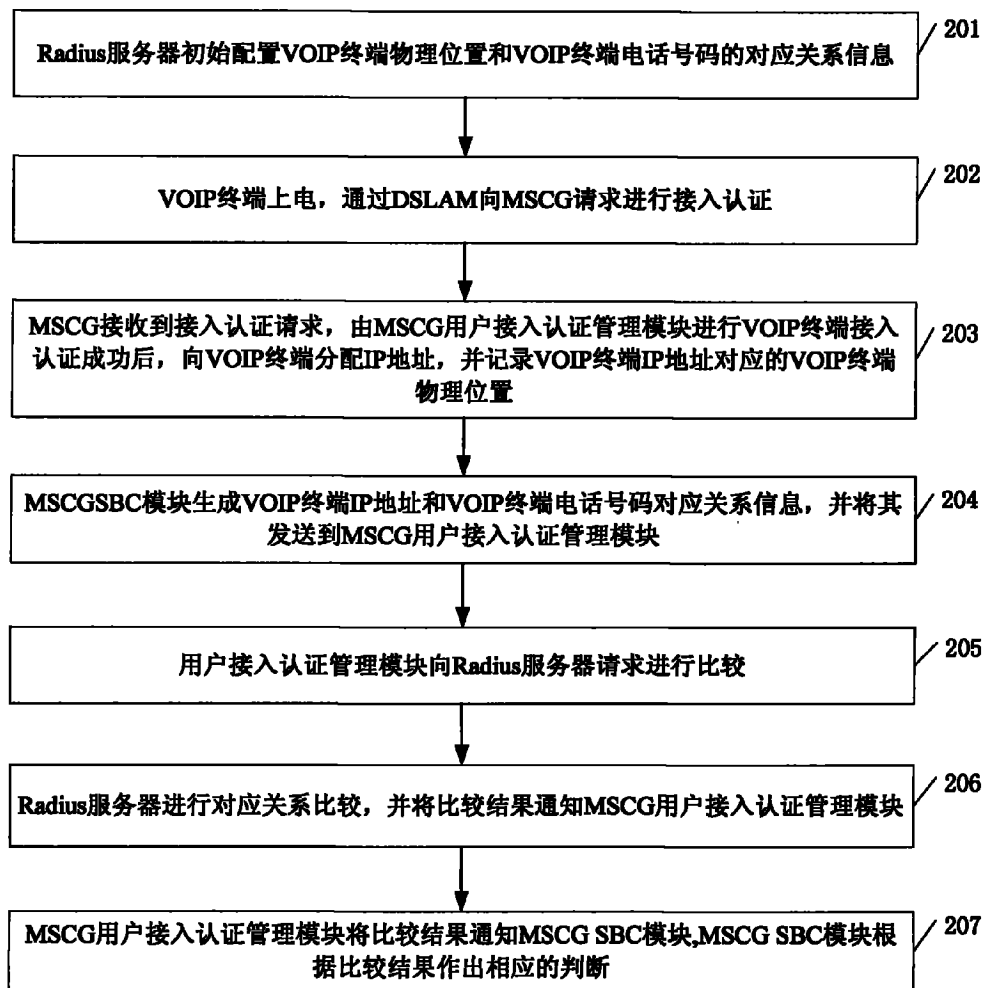 Radius服务器初始配置VOIP终端物理位置和VOIP终端电话号码的对应关系信息
201
VOIP终端上电，通过DSLAM向MSCG请求进行接入认证
202
MSCG接收到接入认证请求，由MSCG用户接入认证管理模块进行VOIP终端接入
认证成功后，向VOIP终端分配IP地址，并记录VOIP终端IP地址对应的VOIP终端
物理位置
203
MSCGSBC模块生成VOIP终端IP地址和VOIP终端电话号码对应关系信息，并将其
发送到MSCG用户接入认证管理模块
204
用户接入认证管理模块向Radius服务器请求进行比较
205
Radius服务器进行对应关系比较，并将比较结果通知MSCG用户接入认证管理模块
206
MSCG用户接入认证管理模块将比较结果通知MSCG SBC模块,MSCG SBC模块根
据比较结果作出相应的判断
207